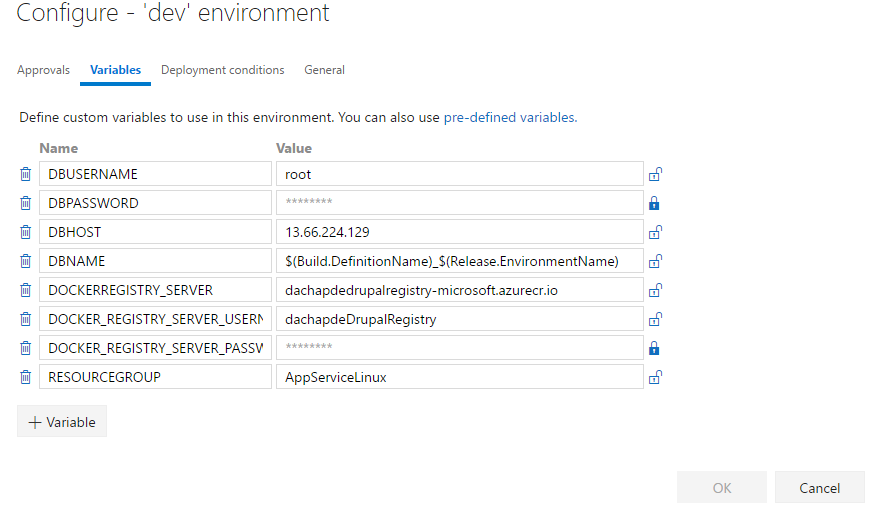 Configure - 'dev' environment
Approvals Variables Deployment conditions General
Define custom variables to use in this environment. You can also use pre-defined variables.
Name Value
DBUSERNAME root
DBPASSWORD ********
DBHOST 13.66.224.129
DBNAME $(Build.DefinitionName)_$(Release.EnvironmentName)
DOCKERREGISTRY_SERVER dachapdedrupalregistry-microsoft.azurecr.io
DOCKER_REGISTRY_SERVER_USERN dachapdeDrupalRegistry
DOCKER_REGISTRY_SERVER_PASSW ********
RESOURCEGROUP AppServiceLinux
+ Variable
OK Cancel